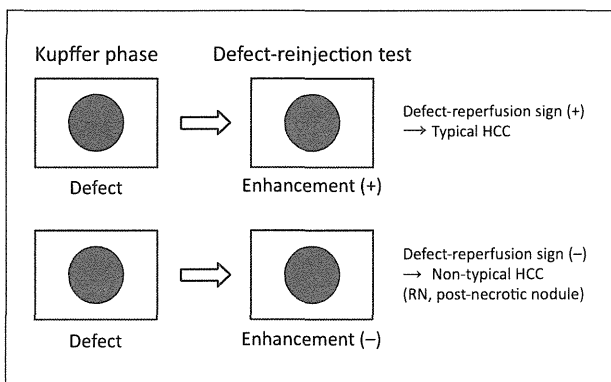 Kupffer phase
Defect-reinjection test
Defect
Enhancement (+)
Defect-reperfusion sign (+)
→ Typical HCC
Defect
Enhancement (–)
Defect-reperfusion sign (–)
→ Non-typical HCC
(RN, post-necrotic nodule)